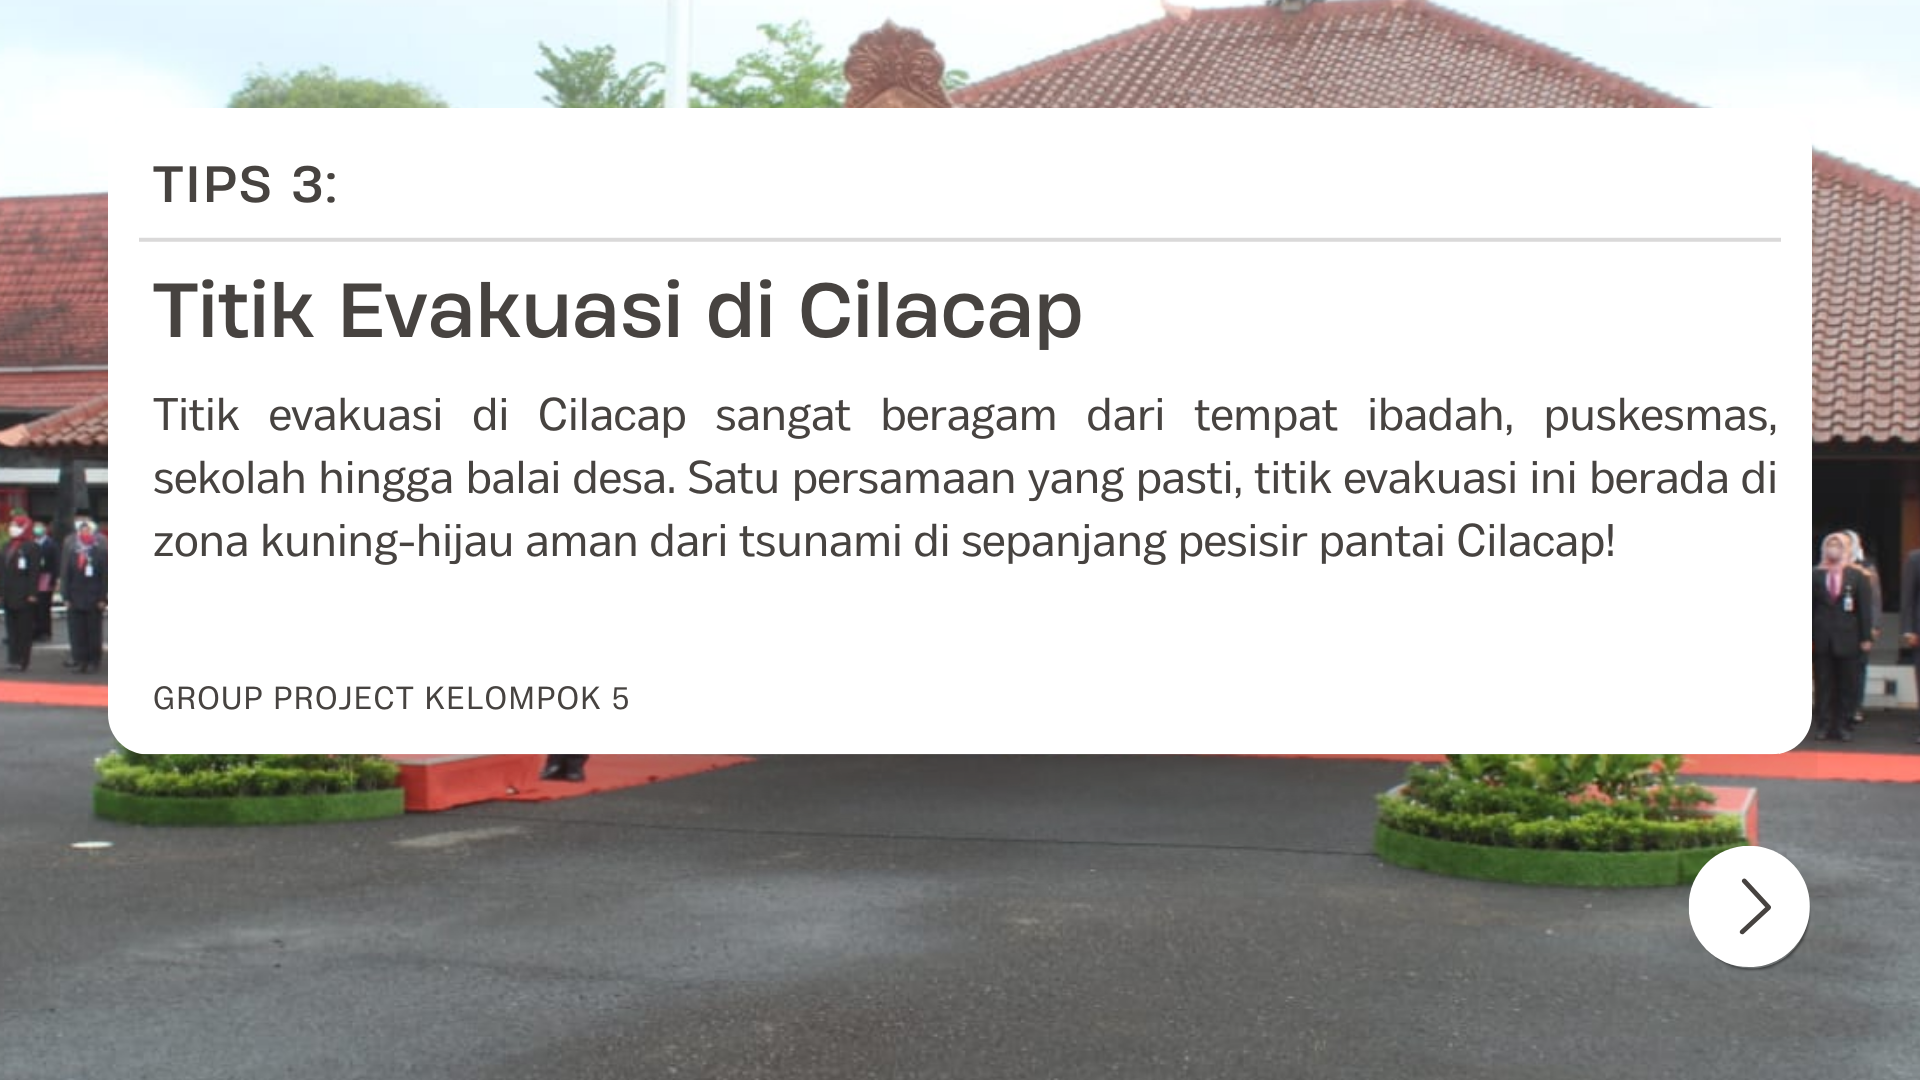 TIPS 3:
Titik Evakuasi di Cilacap
Titik evakuasi di Cilacap sangat beragam dari tempat ibadah, puskesmas,
sekolah hingga balai desa. Satu persamaan yang pasti, titik evakuasi ini berada di
zona kuning-hijau aman dari tsunami di sepanjang pesisir pantai Cilacap!
GROUP PROJECT KELOMPOK 5